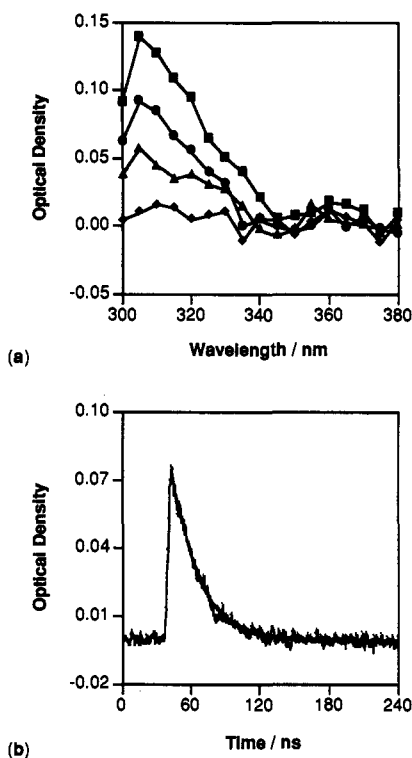 0.15
0.10
0.05
0.00
-0.05
Optical Density
300 320 340 360 380
Wavelength / nm
(a)
0.10
0.07
0.04
0.01
-0.02
Optical Density
0 60 120 180 240
Time / ns
(b)